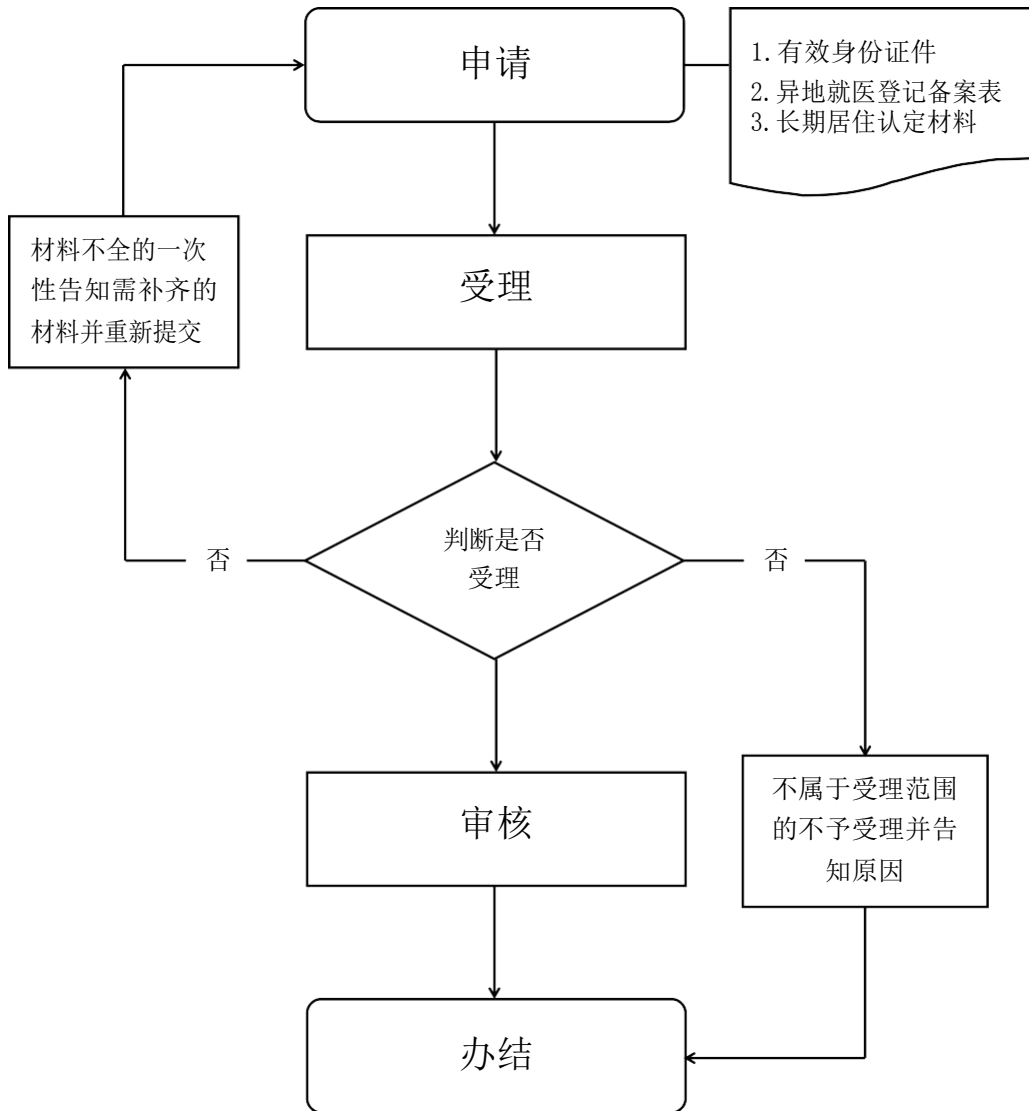 申请
1.有效身份证件
2.异地就医登记备案表
3.长期居住认定材料
材料不全的一次
性告知需补齐的
材料并重新提交
受理
否
判断是否
受理
否
审核
不属于受理范围
的不予受理并告
知原因
办结